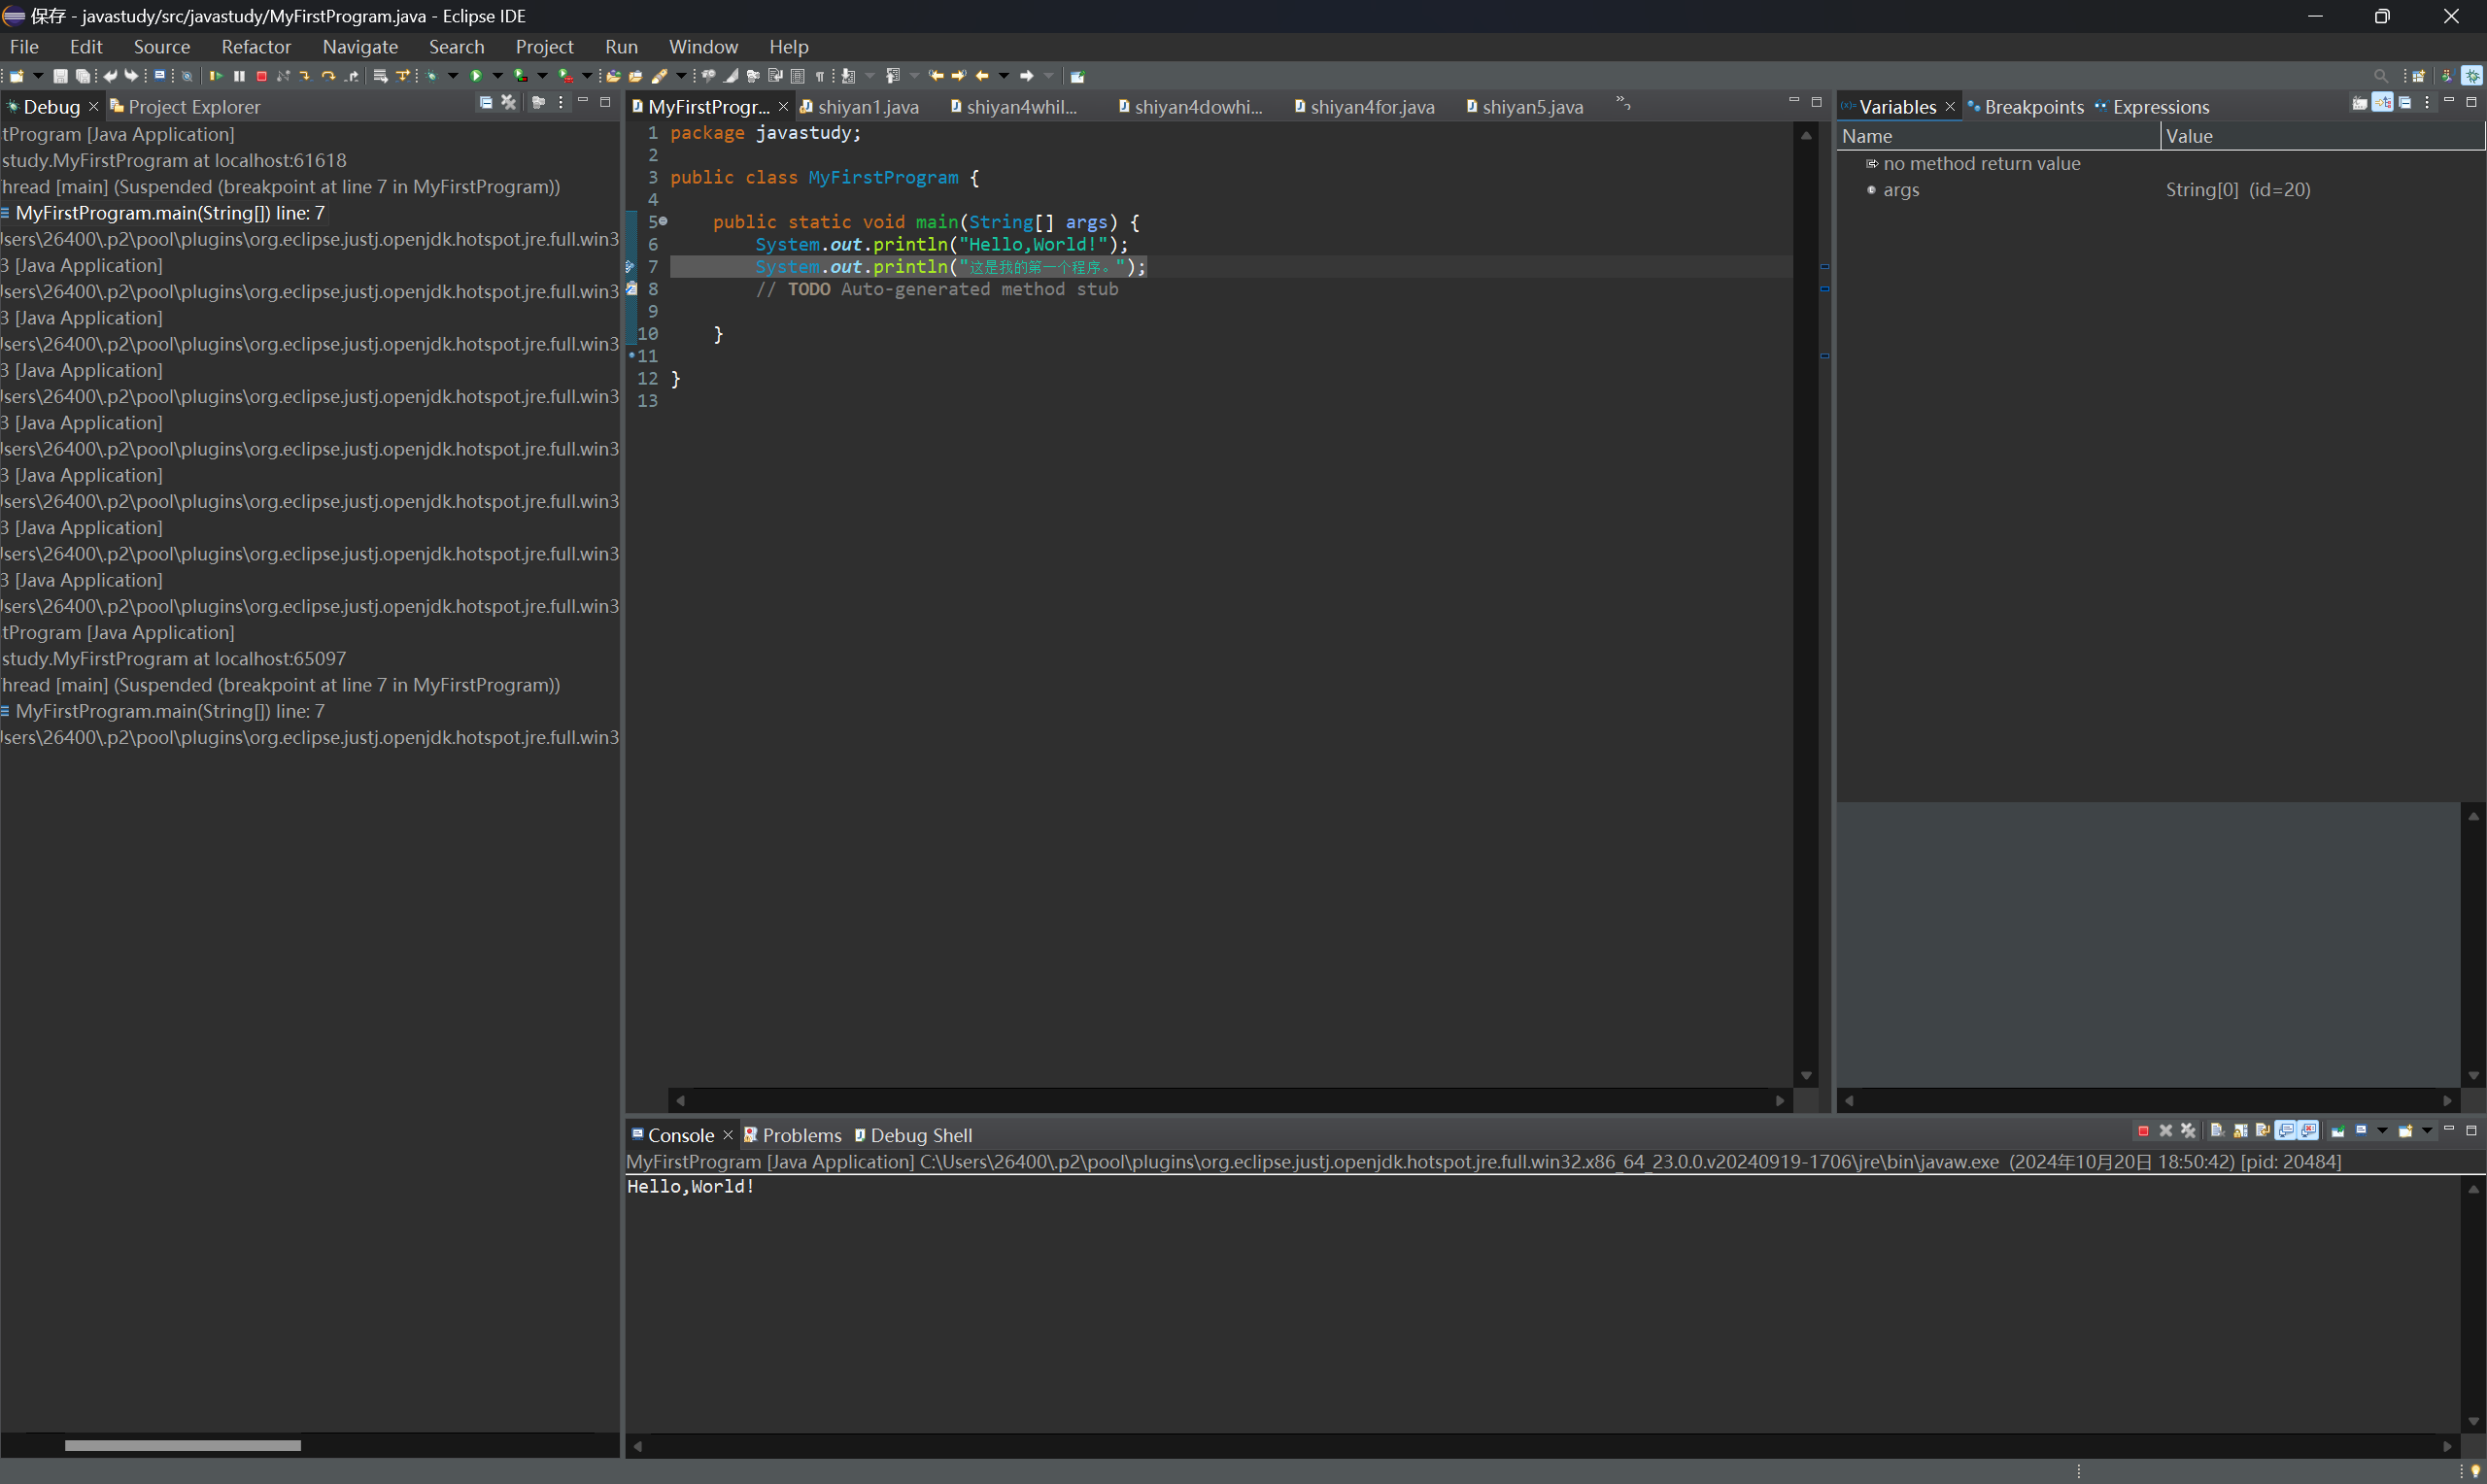 保存 - javastudy/src/javastudy/MyFirstProgram.java - Eclipse IDE
File Edit Source Refactor Navigate Search Project Run Window Help
Debug Project Explorer
tProgram [Java Application]
study.MyFirstProgram at localhost:61618
hread [main] (Suspended (breakpoint at line 7 in MyFirstProgram))
MyFirstProgram.main(String[]) line: 7
sers\26400\.p2\pool\plugins\org.eclipse.justj.openjdk.hotspot.jre.full.win3
3 [Java Application]
sers\26400\.p2\pool\plugins\org.eclipse.justj.openjdk.hotspot.jre.full.win3
3 [Java Application]
sers\26400\.p2\pool\plugins\org.eclipse.justj.openjdk.hotspot.jre.full.win3
3 [Java Application]
sers\26400\.p2\pool\plugins\org.eclipse.justj.openjdk.hotspot.jre.full.win3
3 [Java Application]
sers\26400\.p2\pool\plugins\org.eclipse.justj.openjdk.hotspot.jre.full.win3
3 [Java Application]
sers\26400\.p2\pool\plugins\org.eclipse.justj.openjdk.hotspot.jre.full.win3
3 [Java Application]
sers\26400\.p2\pool\plugins\org.eclipse.justj.openjdk.hotspot.jre.full.win3
3 [Java Application]
sers\26400\.p2\pool\plugins\org.eclipse.justj.openjdk.hotspot.jre.full.win3
tProgram [Java Application]
study.MyFirstProgram at localhost:65097
hread [main] (Suspended (breakpoint at line 7 in MyFirstProgram))
MyFirstProgram.main(String[]) line: 7
sers\26400\.p2\pool\plugins\org.eclipse.justj.openjdk.hotspot.jre.full.win3
MyFirstProgr... shiyan1.java shiyan4whil... shiyan4dowhi... shiyan4for.java shiyan5.java »5
1 package javastudy;
2
3 public class MyFirstProgram {
4
5 public static void main(String[] args) {
6 System.out.println("Hello,World!");
7 System.out.println("这是我的第一个程序。");
8 // TODO Auto-generated method stub
9
10 }
11
12 }
13
Variables Breakpoints Expressions
Name Value
no method return value
args String[0] (id=20)
Console Problems Debug Shell
MyFirstProgram [Java Application] C:\Users\26400\.p2\pool\plugins\org.eclipse.justj.openjdk.hotspot.jre.full.win32.x86_64_23.0.0.v20240919-1706\jre\bin\javaw.exe (2024年10月20日 18:50:42) [pid: 20484]
Hello,World!